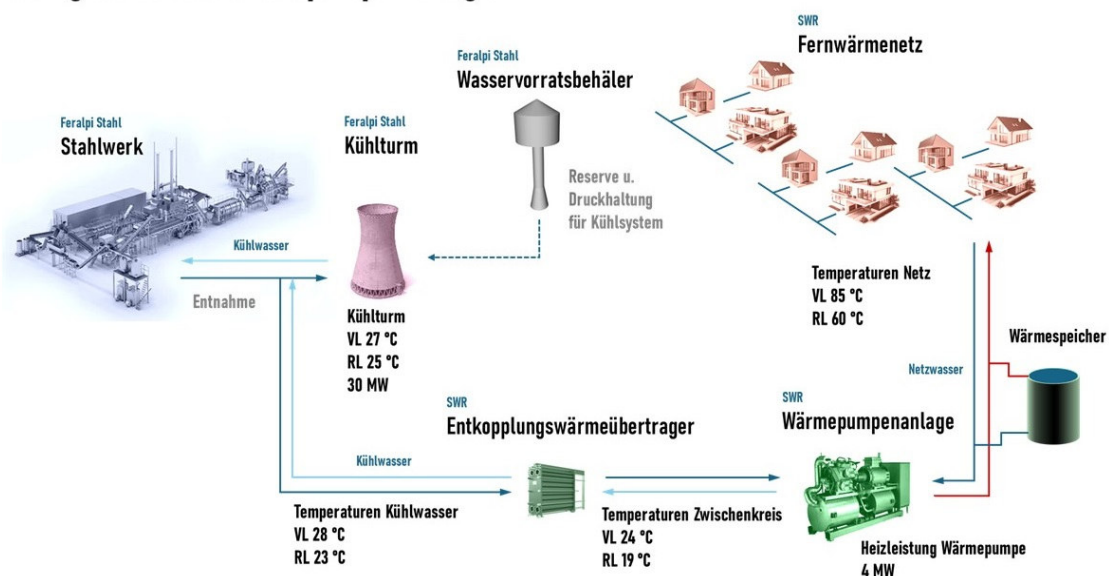 SWR
Fernwärmenetz
Feralpi Stahl
Wasservorratsbehäler
Feralpi Stahl
Stahlwerk
Feralpi Stahl
Kühlturm
Reserve u.
Druckhaltung
für Kühlsystem
Kühlwasser
Entnahme
Kühlturm
VL 27 °C
RL 25 °C
30 MW
Temperaturen Netz
VL 85 °C
RL 60 °C
Wärmespeicher
Netzwasser
SWR
Entkopplungswärmeübertrager
SWR
Wärmepumpenanlage
Kühlwasser
Temperaturen Kühlwasser
VL 28 °C
RL 23 °C
Temperaturen Zwischenkreis
VL 24 °C
RL 19 °C
Heizleistung Wärmepumpe
4 MW